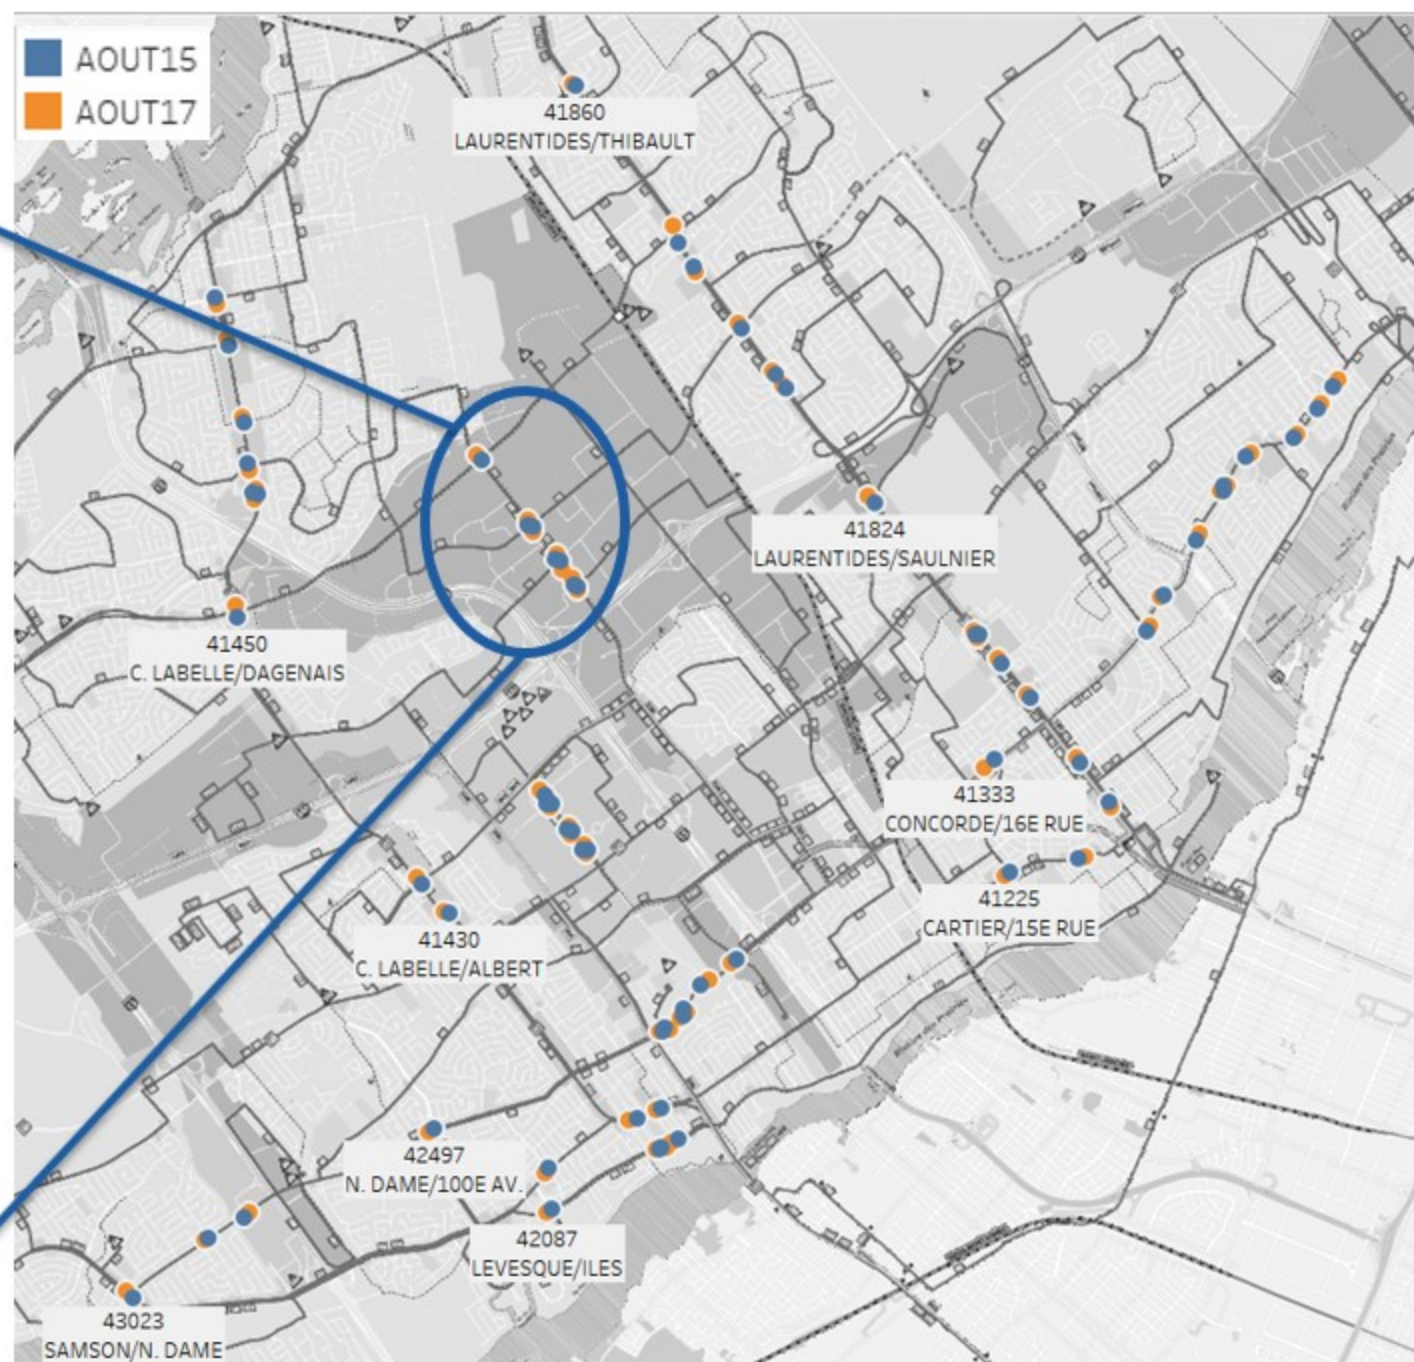 AOUT15
AOUT17
41860
LAURENTIDES/THIBAULT
41824
LAURENTIDES/SAULNIER
41450
C. LABELLE/DAGENAIS
41333
CONCORDE/16E RUE
41225
CARTIER/15E RUE
41430
C. LABELLE/ALBERT
42497
N. DAME/100E AV.
42087
LEVESQUE/ILES
43023
SAMSON/N. DAME